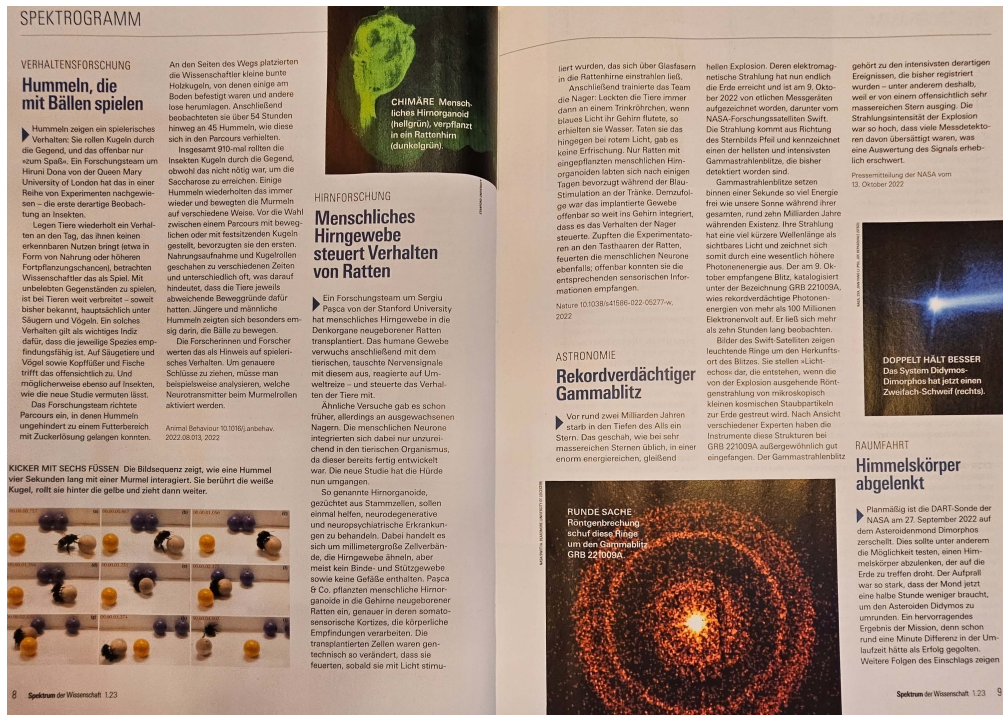 SPEKTROGRAMM
VERHALTENSFORSCHUNG
Hummeln, die
mit Bällen spielen
Hummeln zeigen ein spielerisches
Verhalten: Sie rollen Kugeln durch
die Gegend, und das offenbar nur
»zum Spaß«. Ein Forschungsteam um
Hiruni Dona von der Queen Mary
University of London hat das in einer
Reihe von Experimenten nachgewie-
sen – die erste derartige Beobach-
tung an Insekten.
Legen Tiere wiederholt ein Verhal-
ten an den Tag, das ihnen keinen
erkennbaren Nutzen bringt (etwa in
Form von Nahrung oder höheren
Fortpflanzungschancen), betrachten
Wissenschaftler das als Spiel. Mit
unbelebten Gegenständen zu spielen,
ist bei Tieren weit verbreitet – soweit
bisher bekannt, hauptsächlich unter
Säugern und Vögeln. Ein solches
Verhalten gilt als wichtiges Indiz
dafür, dass die jeweilige Spezies emp-
findungsfähig ist. Auf Säugetiere und
Vögel sowie Kopffüßer und Fische
trifft das offensichtlich zu. Und
möglicherweise ebenso auf Insekten,
wie die neue Studie vermuten lässt.
Das Forschungsteam richtete
Parcours ein, in denen Hummeln
ungehindert zu einem Futterbereich
mit Zuckerlösung gelangen konnten.
An den Seiten des Wegs platzierten
die Wissenschaftler kleine bunte
Holzkugeln, von denen einige am
Boden befestigt waren und andere
lose herumlagen. Anschließend
beobachteten sie über 54 Stunden
hinweg an 45 Hummeln, wie diese
sich in den Parcours verhielten.
Insgesamt 910-mal rollten die
Insekten Kugeln durch die Gegend,
obwohl das nicht nötig war, um die
Saccharose zu erreichen. Einige
Hummeln wiederholten das immer
wieder und bewegten die Murmeln
auf verschiedene Weise. Vor die Wahl
zwischen einem Parcours mit beweg-
lichen oder mit festsitzenden Kugeln
gestellt, bevorzugten sie den ersten.
Nahrungsaufnahme und Kugelrollen
geschahen zu verschiedenen Zeiten
und unterschiedlich oft, was darauf
hindeutet, dass die Tiere jeweils
abweichende Beweggründe dafür
hatten. Jüngere und männliche
Hummeln zeigten sich besonders em-
sig darin, die Bälle zu bewegen.
Die Forscherinnen und Forscher
werten das als Hinweis auf spieleri-
sches Verhalten. Um genauere
Schlüsse zu ziehen, müsse man
beispielsweise analysieren, welche
Neurotransmitter beim Murmelrollen
aktiviert werden.
Animal Behaviour 10.1016/j.anbehav.
2022.08.013, 2022
KICKER MIT SECHS FÜSSEN Die Bildsequenz zeigt, wie eine Hummel
vier Sekunden lang mit einer Murmel interagiert. Sie berührt die weiße
Kugel, rollt sie hinter die gelbe und zieht dann weiter.
8 Spektrum der Wissenschaft 1.23
CHIMÄRE Mensch-
liches Hirnorganoid
(hellgrün), verpflanzt
in ein Rattenhirn
(dunkelgrün).
HIRNFORSCHUNG
Menschliches
Hirngewebe
steuert Verhalten
von Ratten
Ein Forschungsteam um Sergiu
Pașca von der Stanford University
hat menschliches Hirngewebe in die
Denkorgane neugeborener Ratten
transplantiert. Das humane Gewebe
verwuchs anschließend mit dem
tierischen, tauschte Nervensignale
mit diesem aus, reagierte auf Um-
weltreize – und steuerte das Verhal-
ten der Tiere mit.
Ähnliche Versuche gab es schon
früher, allerdings an ausgewachsenen
Nagern. Die menschlichen Neurone
integrierten sich dabei nur unzurei-
chend in den tierischen Organismus,
da dieser bereits fertig entwickelt
war. Die neue Studie hat die Hürde
nun umgangen.
So genannte Hirnorganoide,
gezüchtet aus Stammzellen, sollen
einmal helfen, neurodegenerative
und neuropsychiatrische Erkrankun-
gen zu behandeln. Dabei handelt es
sich um millimetergroße Zellverbän-
de, die Hirngewebe ähneln, aber
meist kein Binde- und Stützgewebe
sowie keine Gefäße enthalten. Pașca
& Co. pflanzten menschliche Hirnor-
ganoide in die Gehirne neugeborener
Ratten ein, genauer in deren somato-
sensorische Kortizes, die körperliche
Empfindungen verarbeiten. Die
transplantierten Zellen waren gen-
technisch so verändert, dass sie
feuerten, sobald sie mit Licht stimu-
liert wurden, das sich über Glasfasern
in die Rattenhirne einstrahlen ließ.
Anschließend trainierte das Team
die Nager: Leckten die Tiere immer
dann an einem Trinkröhrchen, wenn
blaues Licht ihr Gehirn flutete, so
erhielten sie Wasser. Taten sie das
hingegen bei rotem Licht, gab es
keine Erfrischung. Nur Ratten mit
eingepflanzten menschlichen Hirn-
organoiden labten sich nach einigen
Tagen bevorzugt während der Blau-
Stimulation an der Tränke. Demzufol-
ge war das implantierte Gewebe
offenbar so weit ins Gehirn integriert,
dass es das Verhalten der Nager
steuerte. Zupften die Experimentato-
ren an den Tasthaaren der Ratten,
feuerten die menschlichen Neurone
ebenfalls; offenbar konnten sie die
entsprechenden sensorischen Infor-
mationen empfangen.
Nature 10.1038/s41586-022-05277-w,
2022
ASTRONOMIE
Rekordverdächtiger
Gammablitz
Vor rund zwei Milliarden Jahren
starb in den Tiefen des Alls ein
Stern. Das geschah, wie bei sehr
massereichen Sternen üblich, in einer
enorm energiereichen, gleißend
hellen Explosion. Deren elektromag-
netische Strahlung hat nun endlich
die Erde erreicht und ist am 9. Okto-
ber 2022 von etlichen Messgeräten
aufgezeichnet worden, darunter vom
NASA-Forschungssatelliten Swift.
Die Strahlung kommt aus Richtung
des Sternbilds Pfeil und kennzeichnet
einen der hellsten und intensivsten
Gammastrahlenblitze, die bisher
detektiert worden sind.
Gammastrahlenblitze setzen
binnen einer Sekunde so viel Energie
frei wie unsere Sonne während ihrer
gesamten, rund zehn Milliarden Jahre
währenden Existenz. Ihre Strahlung
hat eine viel kürzere Wellenlänge als
sichtbares Licht und zeichnet sich
somit durch eine wesentlich höhere
Photonenenergie aus. Der am 9. Ok-
tober empfangene Blitz, katalogisiert
unter der Bezeichnung GRB 221009A,
wies rekordverdächtige Photonen-
energien von mehr als 100 Millionen
Elektronenvolt auf. Er ließ sich mehr
als zehn Stunden lang beobachten.
Bilder des Swift-Satelliten zeigen
leuchtende Ringe um den Herkunfts-
ort des Blitzes. Sie stellen »Licht-
echos« dar, die entstehen, wenn die
von der Explosion ausgehende Rönt-
genstrahlung von mikroskopisch
kleinen kosmischen Staubpartikeln
zur Erde gestreut wird. Nach Ansicht
verschiedener Experten haben die
Instrumente diese Strukturen bei
GRB 221009A außergewöhnlich gut
eingefangen. Der Gammastrahlenblitz
gehört zu den intensivsten derartigen
Ereignissen, die bisher registriert
wurden – unter anderem deshalb,
weil er von einem offensichtlich sehr
massereichen Stern ausging. Die
Strahlungsintensität der Explosion
war so hoch, dass viele Messdetekto-
ren davon übersättigt waren, was
eine Auswertung des Signals erheb-
lich erschwert.
Pressemitteilung der NASA vom
13. Oktober 2022
RUNDE SACHE
Röntgenbrechung
schuf diese Ringe
um den Gammablitz
GRB 221009A.
DOPPELT HÄLT BESSER
Das System Didymos-
Dimorphos hat jetzt einen
Zweifach-Schweif (rechts).
RAUMFAHRT
Himmelskörper
abgelenkt
Planmäßig ist die DART-Sonde der
NASA am 27. September 2022 auf
dem Asteroidenmond Dimorphos
zerschellt. Dies sollte unter anderem
die Möglichkeit testen, einen Him-
melskörper abzulenken, der auf die
Erde zu treffen droht. Der Aufprall
war so stark, dass der Mond jetzt
eine halbe Stunde weniger braucht,
um den Asteroiden Didymos zu
umrunden. Ein hervorragendes
Ergebnis der Mission, denn schon
rund eine Minute Differenz in der Um-
laufzeit hätte als Erfolg gegolten.
Weitere Folgen des Einschlags zeigen
Spektrum der Wissenschaft 1.23 9